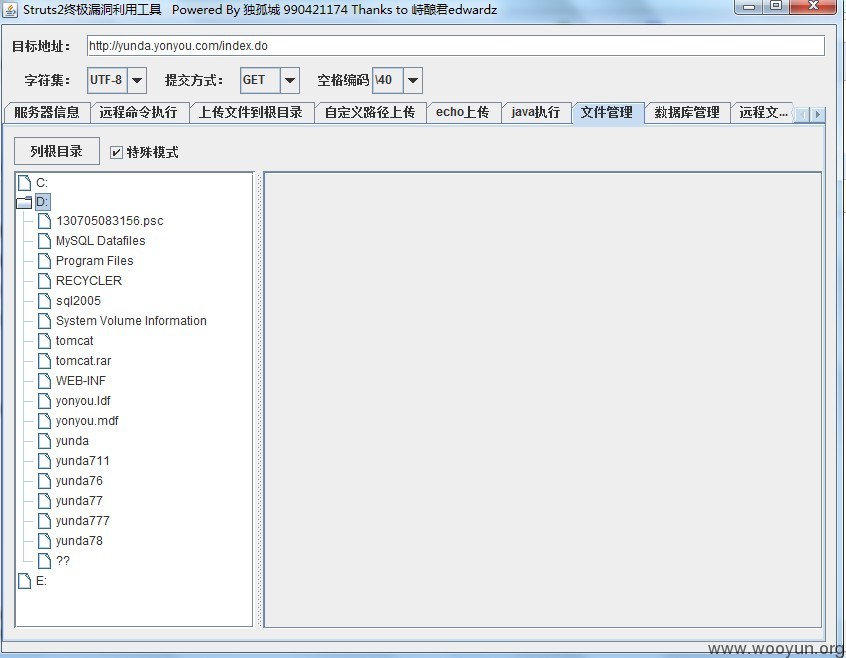 Struts2终极漏洞利用工具 Powered By 独孤城 990421174 Thanks to 峙酿君edwardz
目标地址： http://yunda.yonyou.com/index.do
字符集： UTF-8 提交方式： GET 空格编码 \40
服务器信息 远程命令执行 上传文件到根目录 自定义路径上传 echo上传 java执行 文件管理 数据库管理 远程文...
列根目录 特殊模式
C:
D:
130705083156.psc
MySQL Datafiles
Program Files
RECYCLER
sql2005
System Volume Information
tomcat
tomcat.rar
WEB-INF
yonyou.ldf
yonyou.mdf
yunda
yunda711
yunda76
yunda77
yunda777
yunda78
??
E:
www.wooyun.org